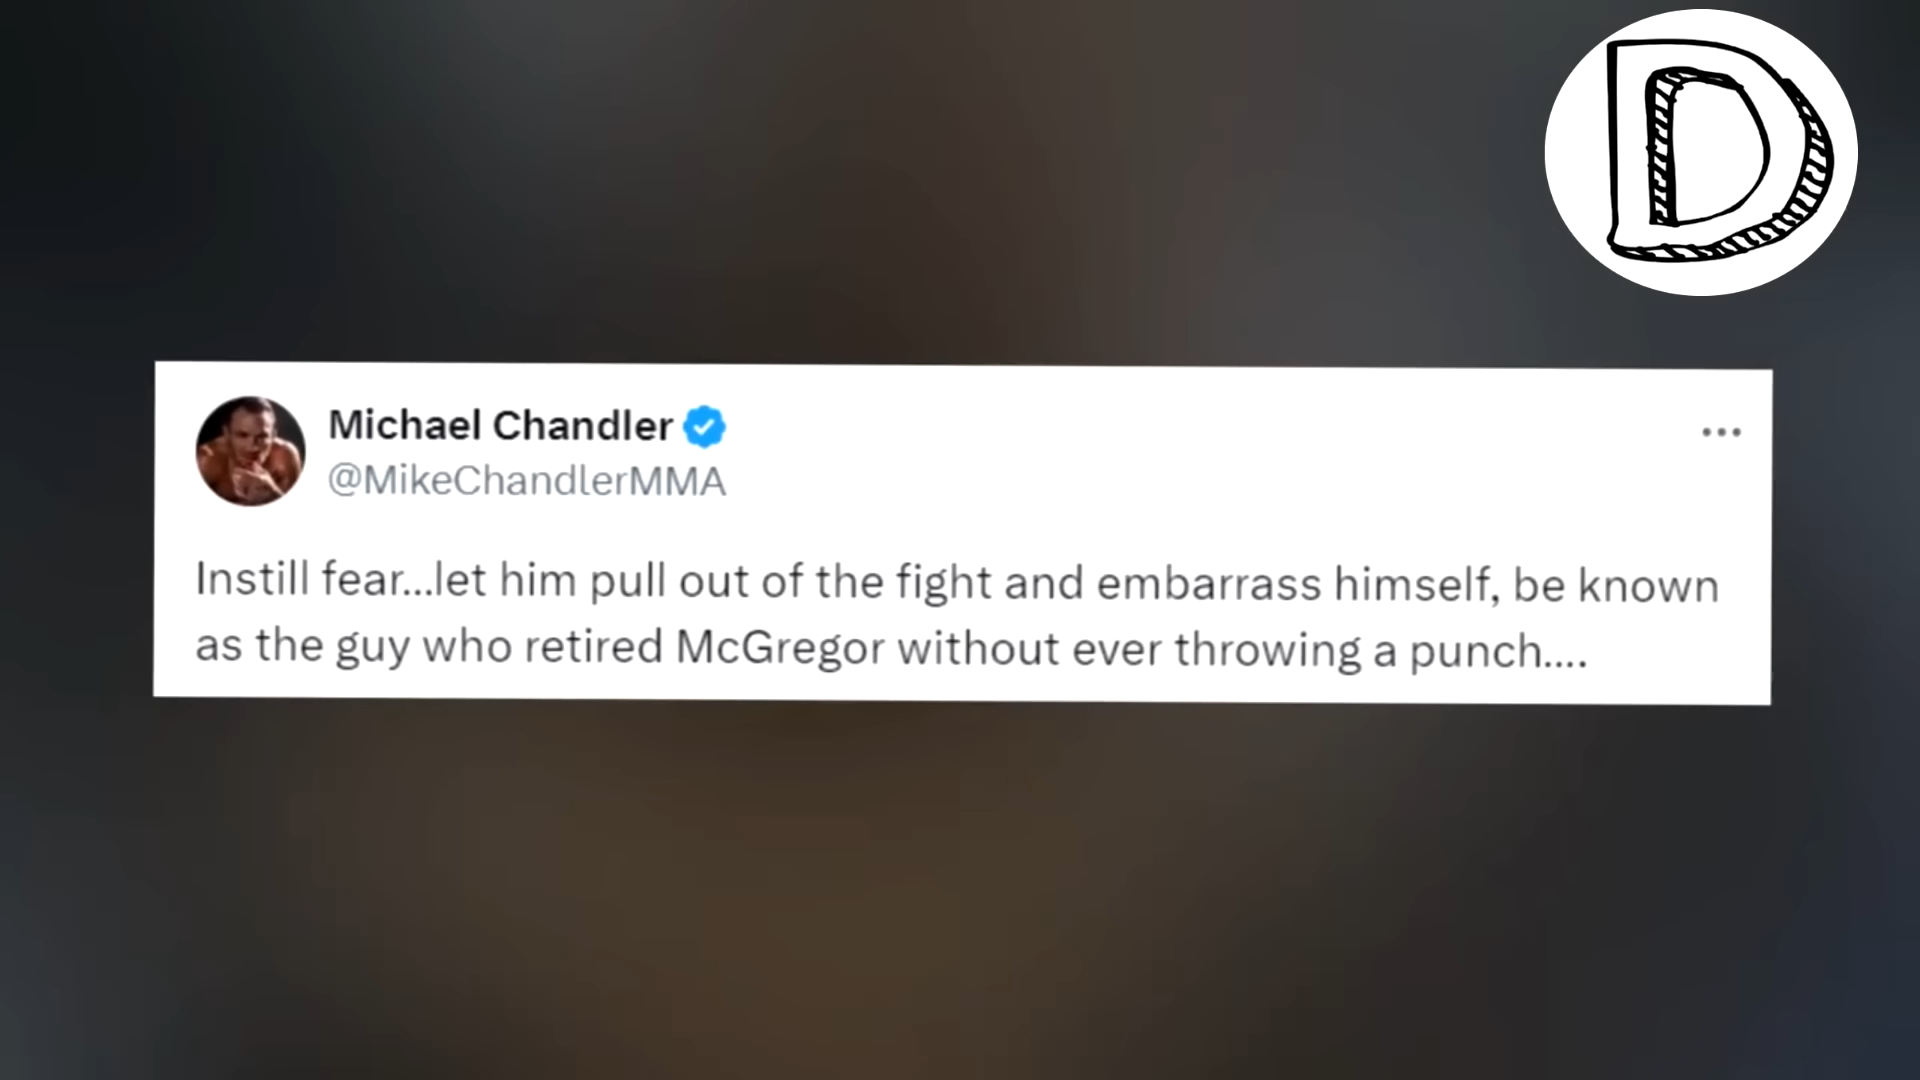 D
Michael Chandler
@MikeChandlerMMA
Instill fear...let him pull out of the fight and embarrass himself, be known
as the guy who retired McGregor without ever throwing a punch....